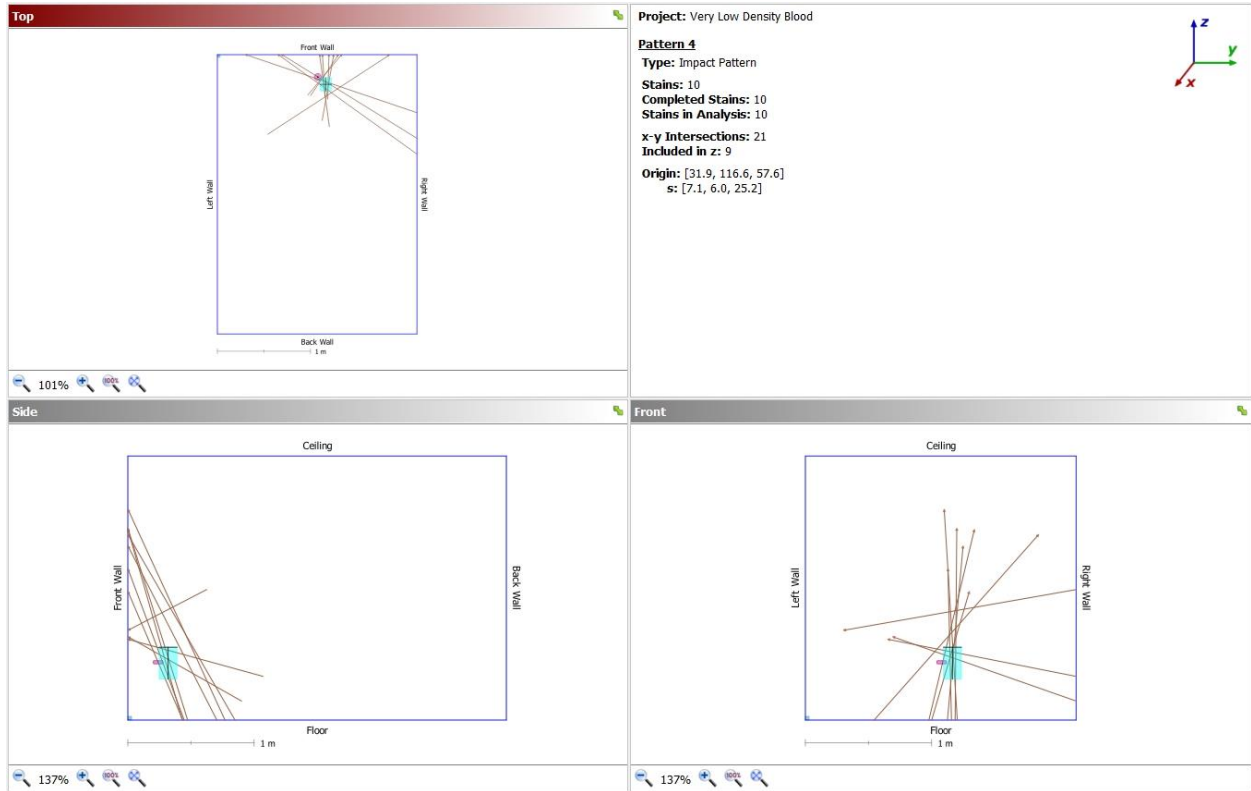 Top
Front Wall
Left Wall
Right Wall
Back Wall
1 m
101%
100%
Project: Very Low Density Blood
Pattern 4
Type: Impact Pattern
Stains: 10
Completed Stains: 10
Stains in Analysis: 10
x-y Intersections: 21
Included in z: 9
Origin: [31.9, 116.6, 57.6]
s: [7.1, 6.0, 25.2]
z
y
x
Side
Ceiling
Front Wall
Back Wall
Floor
1 m
137%
100%
Front
Ceiling
Left Wall
Right Wall
Floor
1 m
137%
100%